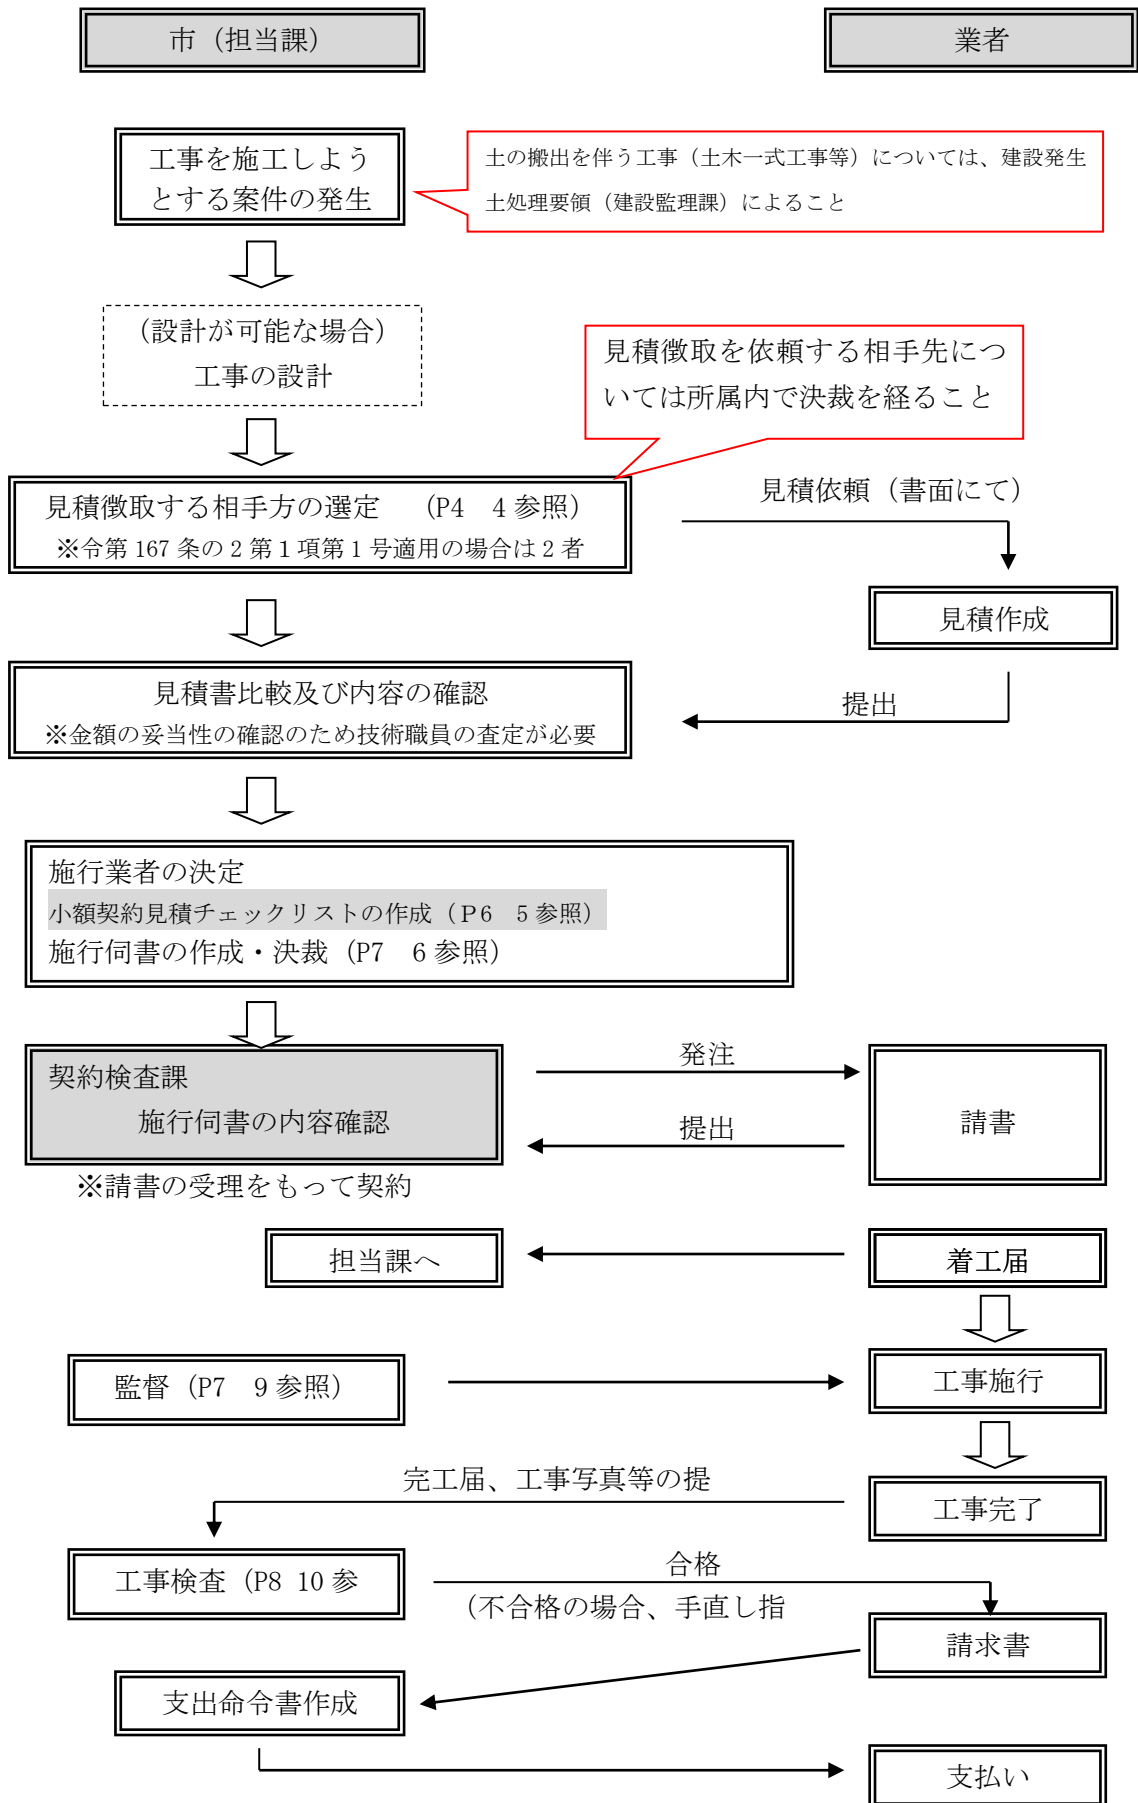 市（担当課）
業者
工事を施工しよう
とする案件の発生
土の搬出を伴う工事（土木一式工事等）については、建設発生
土処理要領（建設監理課）によること
（設計が可能な場合）
工事の設計
見積徴取を依頼する相手先につ
いては所属内で決裁を経ること
見積徴取する相手方の選定　（P4　4 参照）
※令第 167 条の 2 第 1 項第 1 号適用の場合は 2 者
見積依頼（書面にて）
見積作成
見積書比較及び内容の確認
※金額の妥当性の確認のため技術職員の査定が必要
提出
施行業者の決定
小額契約見積チェックリストの作成（Ｐ6　5 参照）
施行伺書の作成・決裁（P7　6 参照）
契約検査課
施行伺書の内容確認
発注
提出
請書
※請書の受理をもって契約
担当課へ
着工届
監督（P7　9 参照）
工事施行
完工届、工事写真等の提
工事完了
工事検査（P8 10 参
合格
（不合格の場合、手直し指
請求書
支出命令書作成
支払い